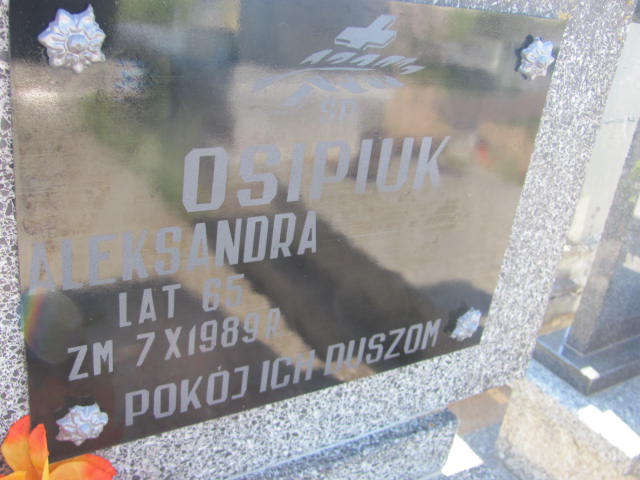 ŚP.
OSIPIUK
ALEKSANDRA
LAT 65
ZM 7 X 1989 R
POKÓJ ICH DUSZOM